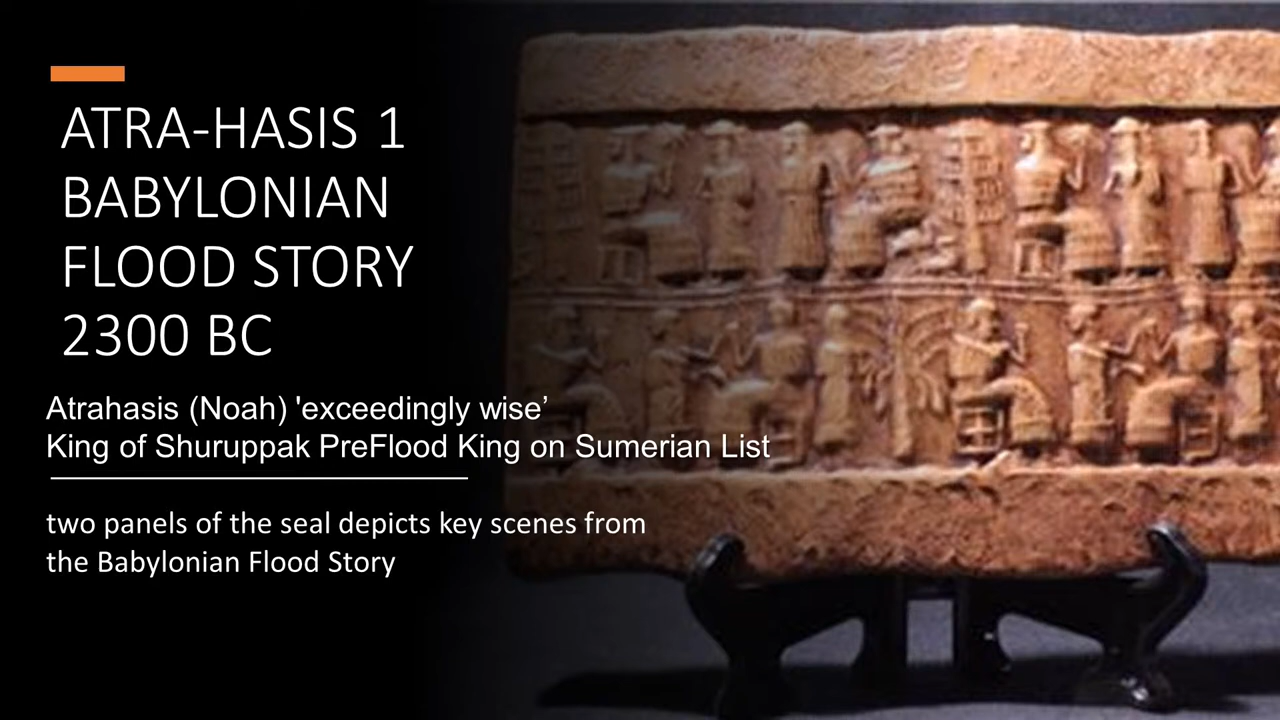 ATRA-HASIS 1
BABYLONIAN
FLOOD STORY
2300 BC
Atrahasis (Noah) 'exceedingly wise’
King of Shuruppak PreFlood King on Sumerian List
two panels of the seal depicts key scenes from
the Babylonian Flood Story